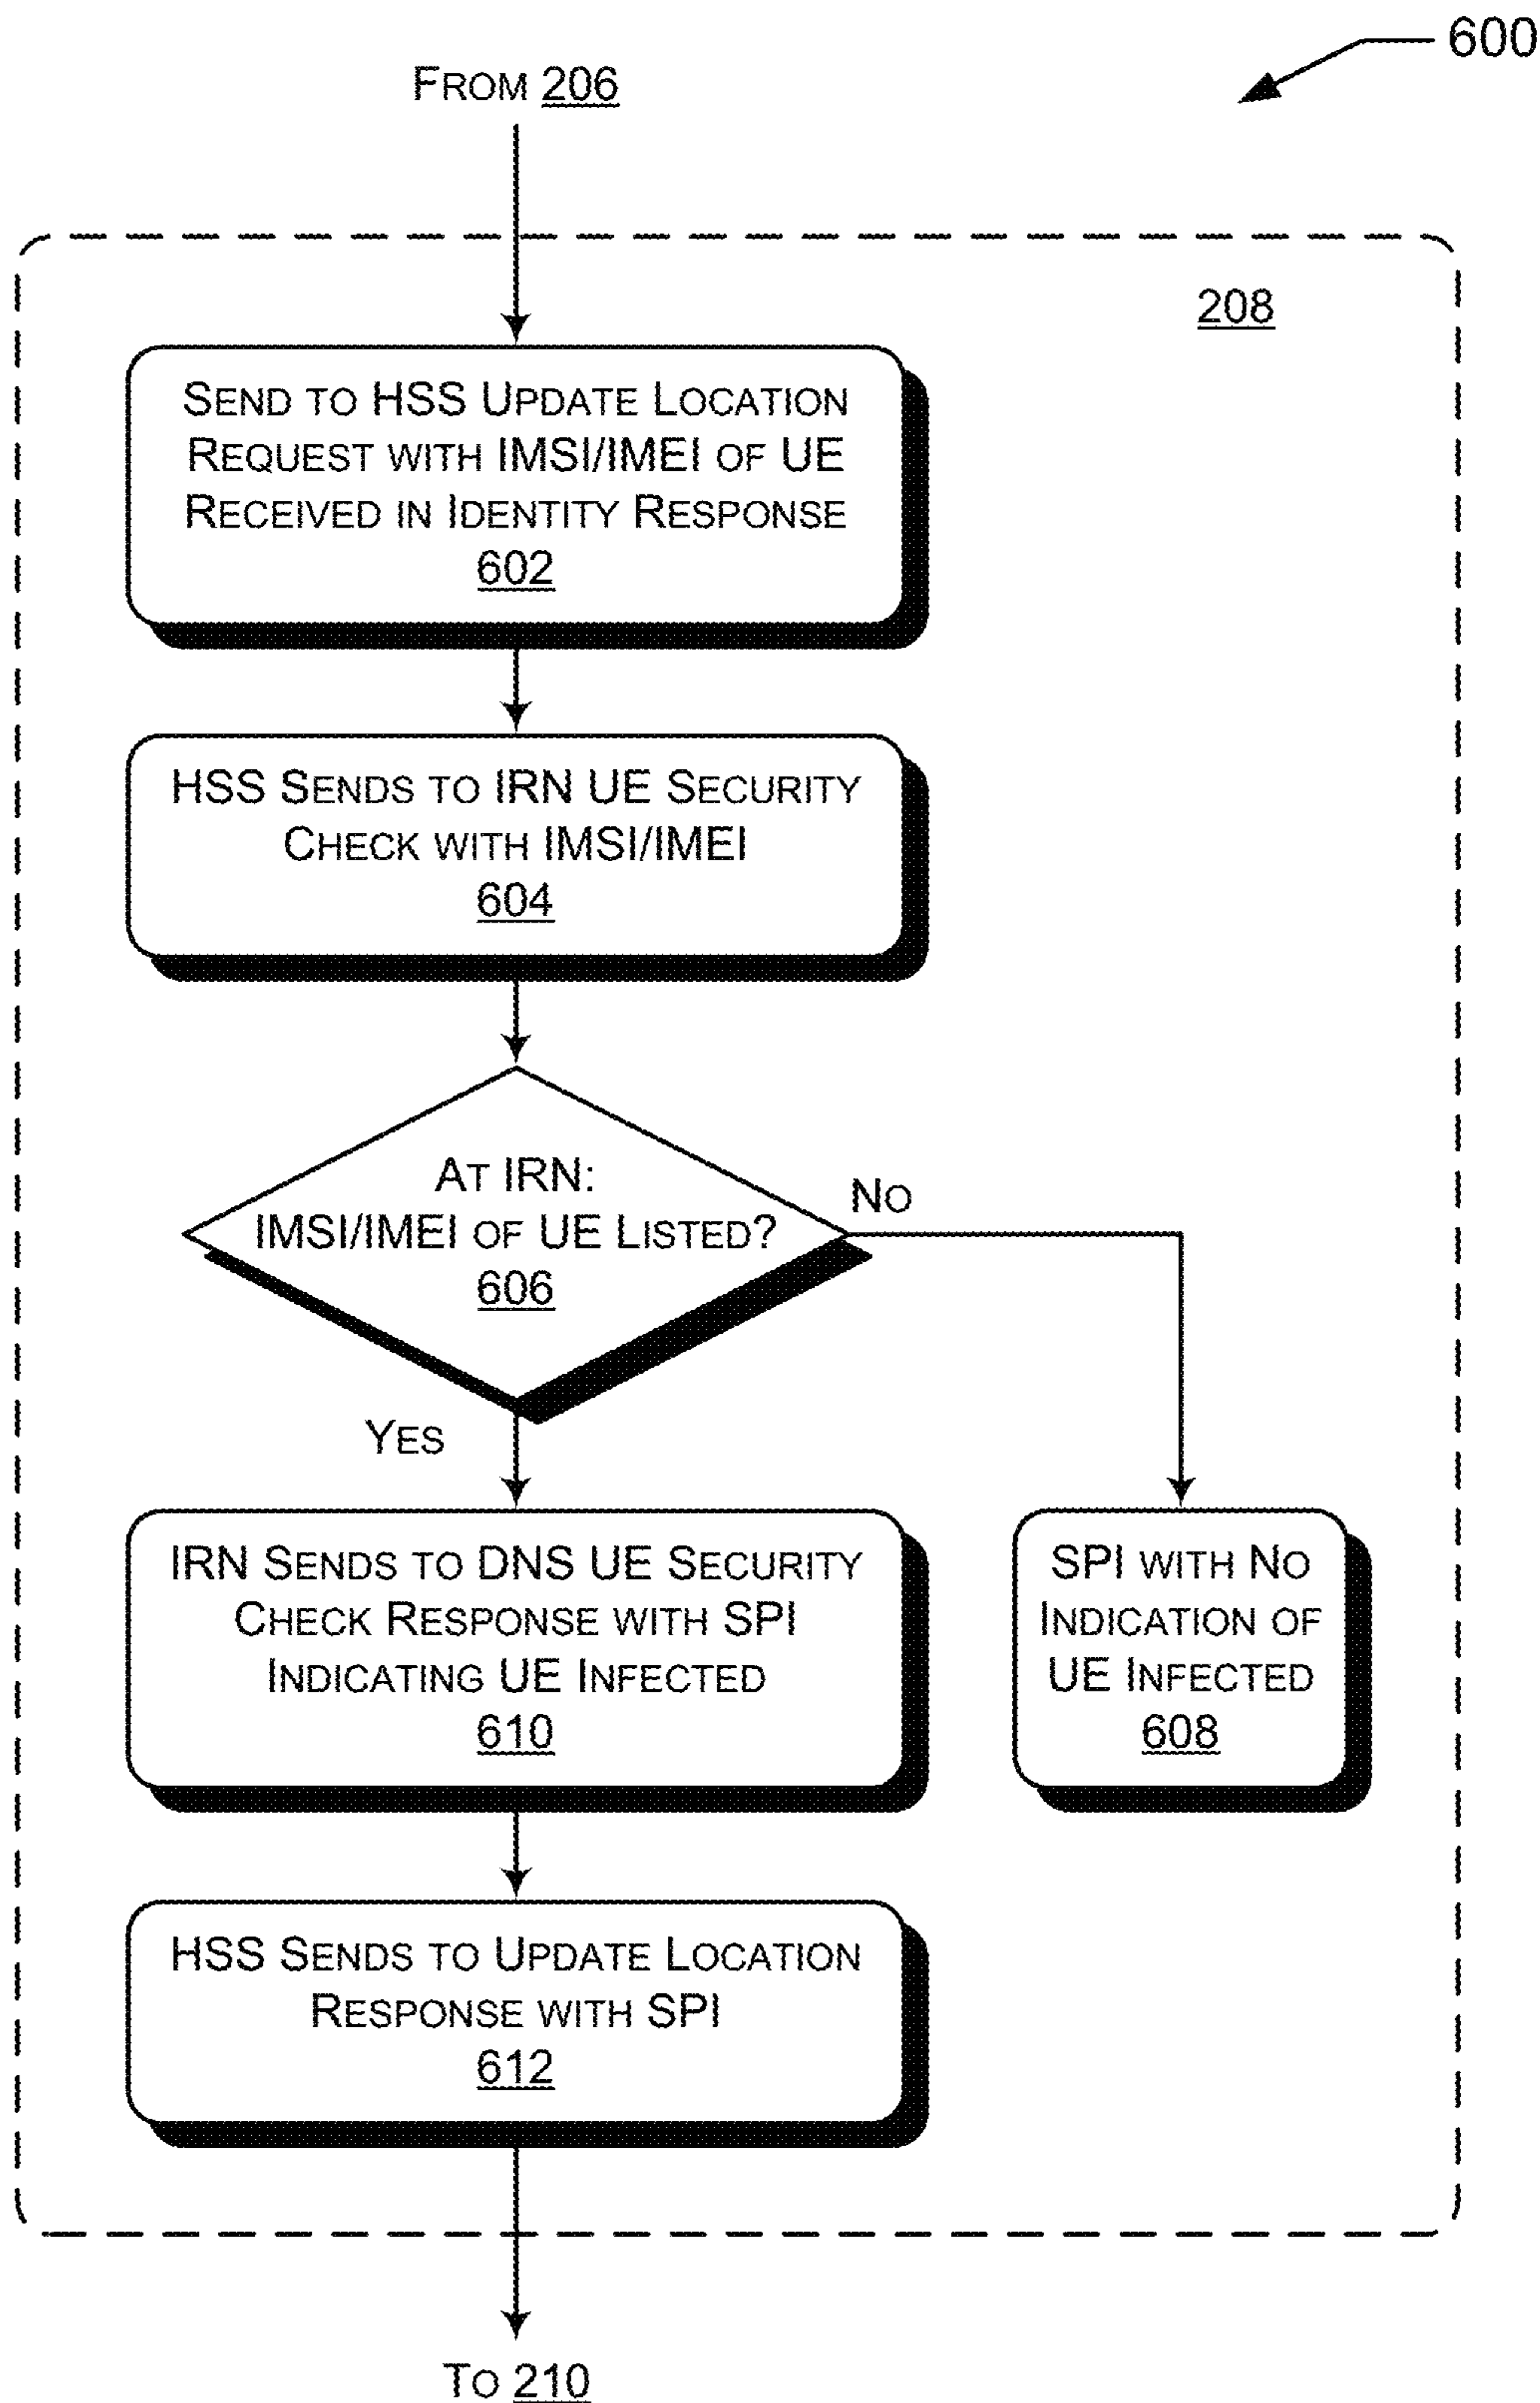 600
FROM 206
208
SEND TO HSS UPDATE LOCATION
REQUEST WITH IMSI/IMEI OF UE
RECEIVED IN IDENTITY RESPONSE
602
HSS SENDS TO IRN UE SECURITY
CHECK WITH IMSI/IMEI
604
AT IRN:
IMSI/IMEI OF UE LISTED?
606
NO
YES
IRN SENDS TO DNS UE SECURITY
CHECK RESPONSE WITH SPI
INDICATING UE INFECTED
610
SPI WITH NO
INDICATION OF
UE INFECTED
608
HSS SENDS TO UPDATE LOCATION
RESPONSE WITH SPI
612
TO 210